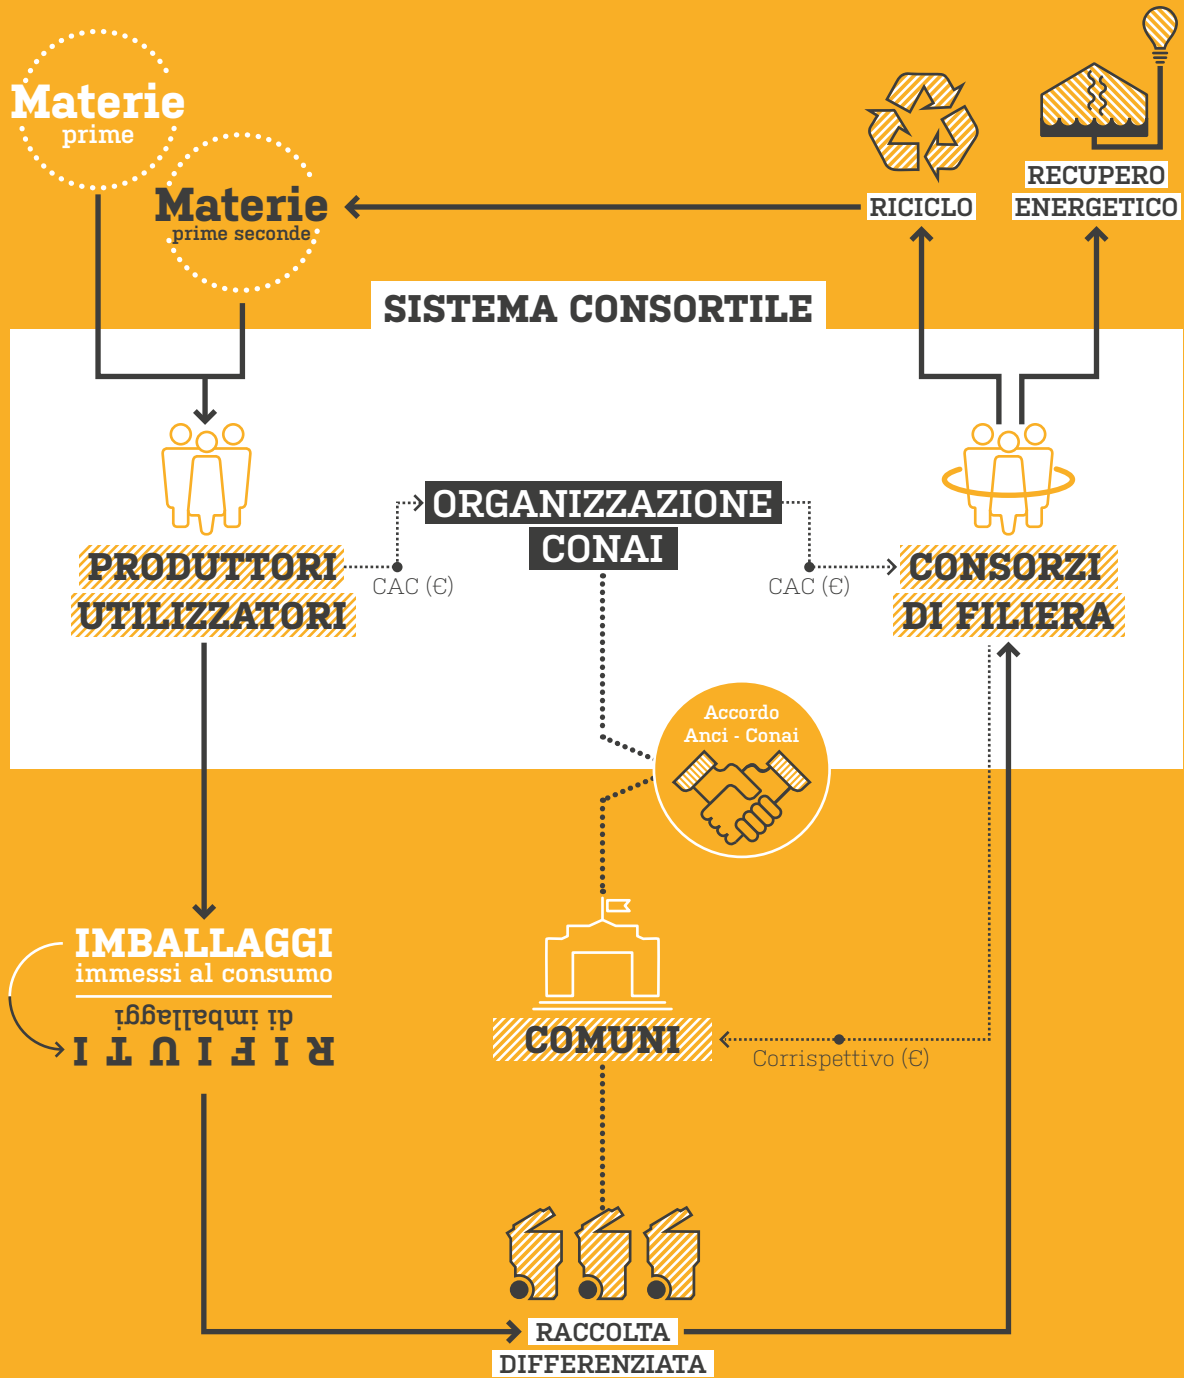 Materie
prime
Materie
prime seconde
RICICLO
RECUPERO
ENERGETICO
SISTEMA CONSORTILE
PRODUTTORI
UTILIZZATORI
CAC (€)
ORGANIZZAZIONE
CONAI
CAC (€)
CONSORZI
DI FILIERA
Accordo
Anci - Conai
IMBALLAGGI
immessi al consumo
di imballaggi
RIFIUTI
COMUNI
Corrispettivo (€)
RACCOLTA
DIFFERENZIATA